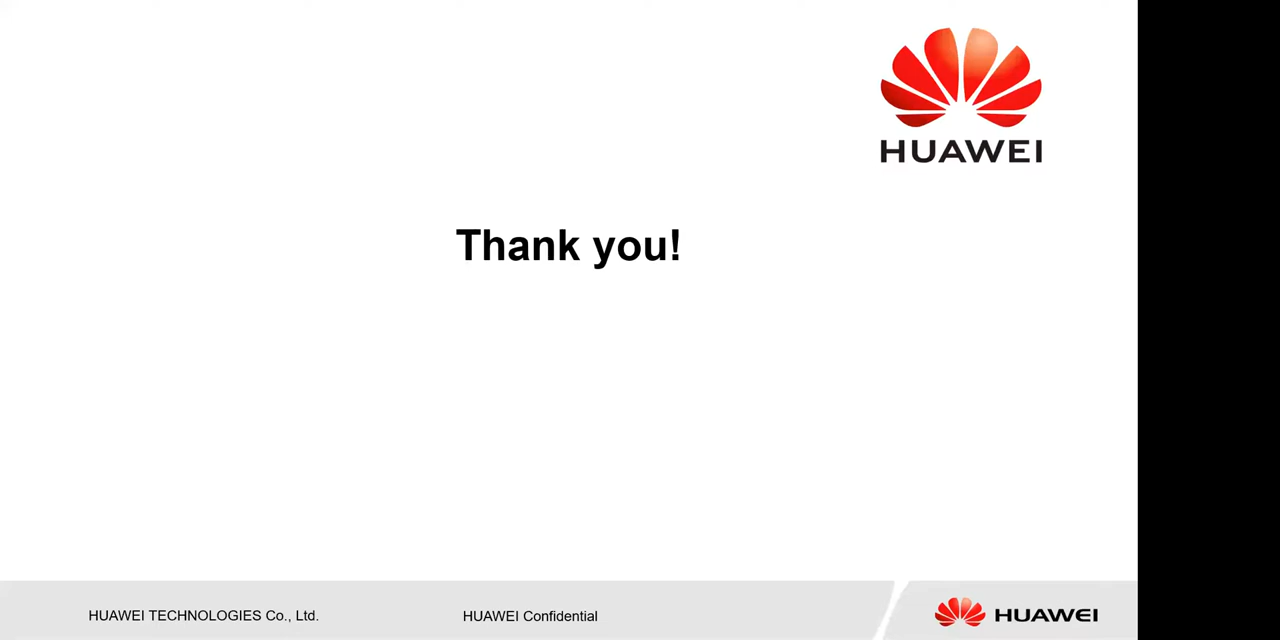 HUAWEI
Thank you!
HUAWEI TECHNOLOGIES Co., Ltd.
HUAWEI Confidential
HUAWEI